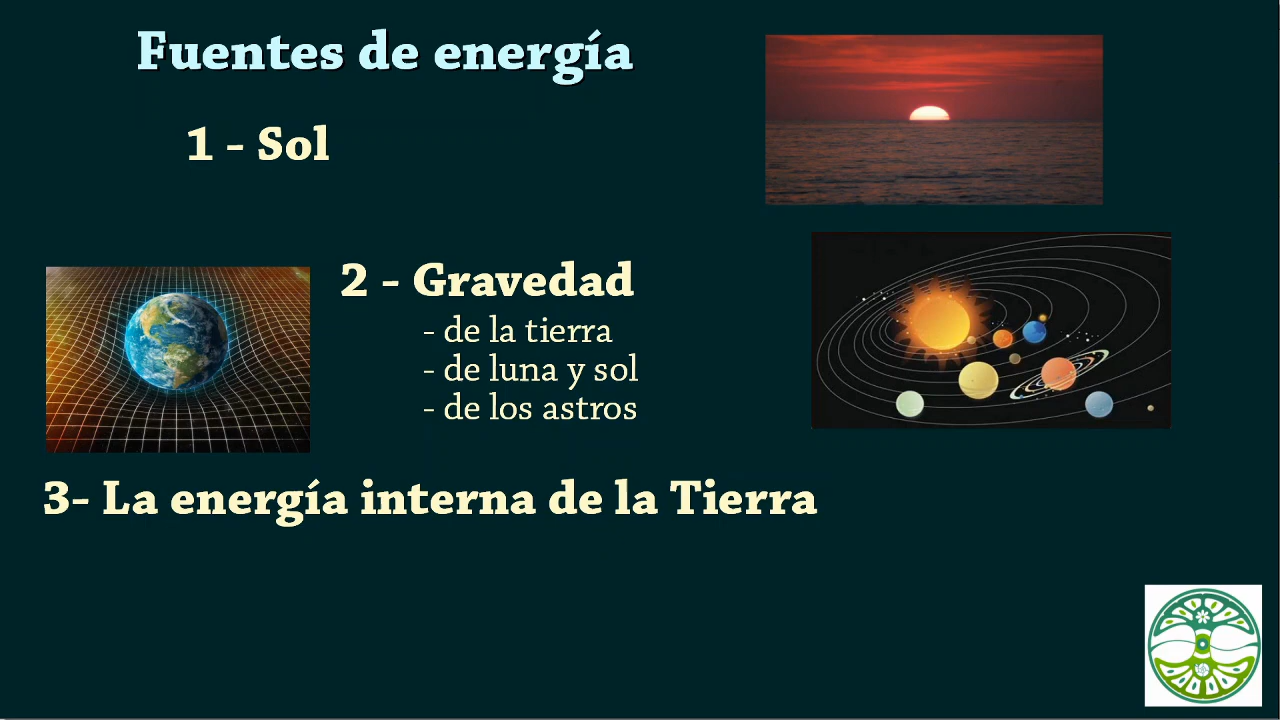 Fuentes de energía
1 - Sol
2 - Gravedad
- de la tierra
- de luna y sol
- de los astros
3- La energía interna de la Tierra